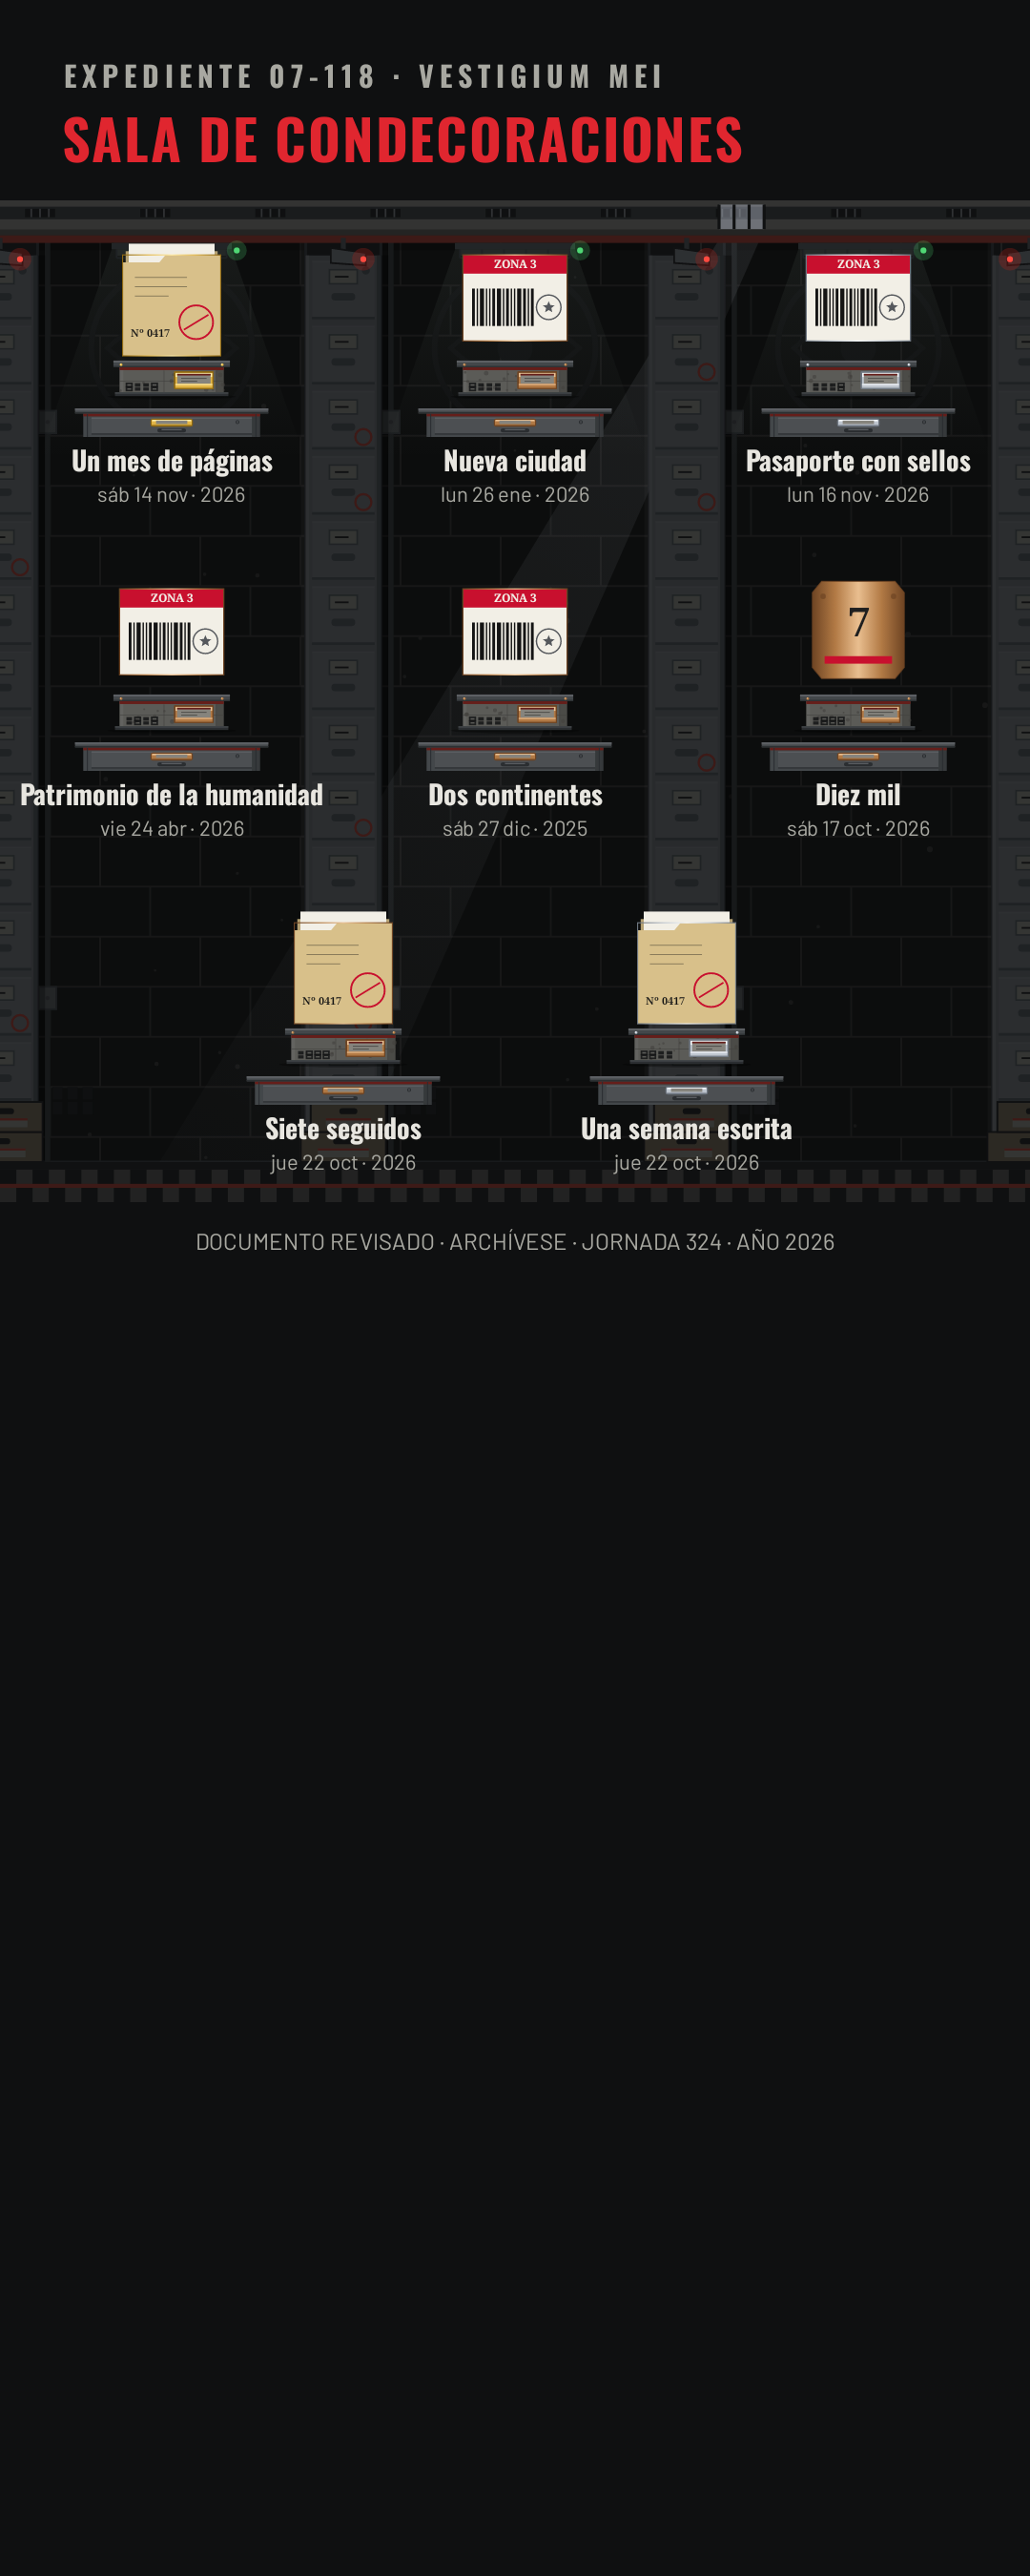 EXPEDIENTE 07-118 · VESTIGIUM MEI
SALA DE CONDECORACIONES
Nº 0417
ZONA 3
ZONA 3
Un mes de páginas
sáb 14 nov · 2026
Nueva ciudad
lun 26 ene · 2026
Pasaporte con sellos
lun 16 nov · 2026
ZONA 3
ZONA 3
7
Patrimonio de la humanidad
vie 24 abr · 2026
Dos continentes
sáb 27 dic · 2025
Diez mil
sáb 17 oct · 2026
Nº 0417
Nº 0417
Siete seguidos
jue 22 oct · 2026
Una semana escrita
jue 22 oct · 2026
DOCUMENTO REVISADO · ARCHÍVESE · JORNADA 324 · AÑO 2026